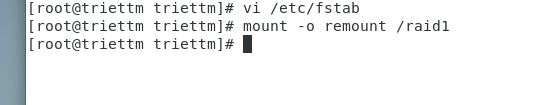 [root@triettm triettm]# vi /etc/fstab
[root@triettm triettm]# mount -o remount /raid1
[root@triettm triettm]#